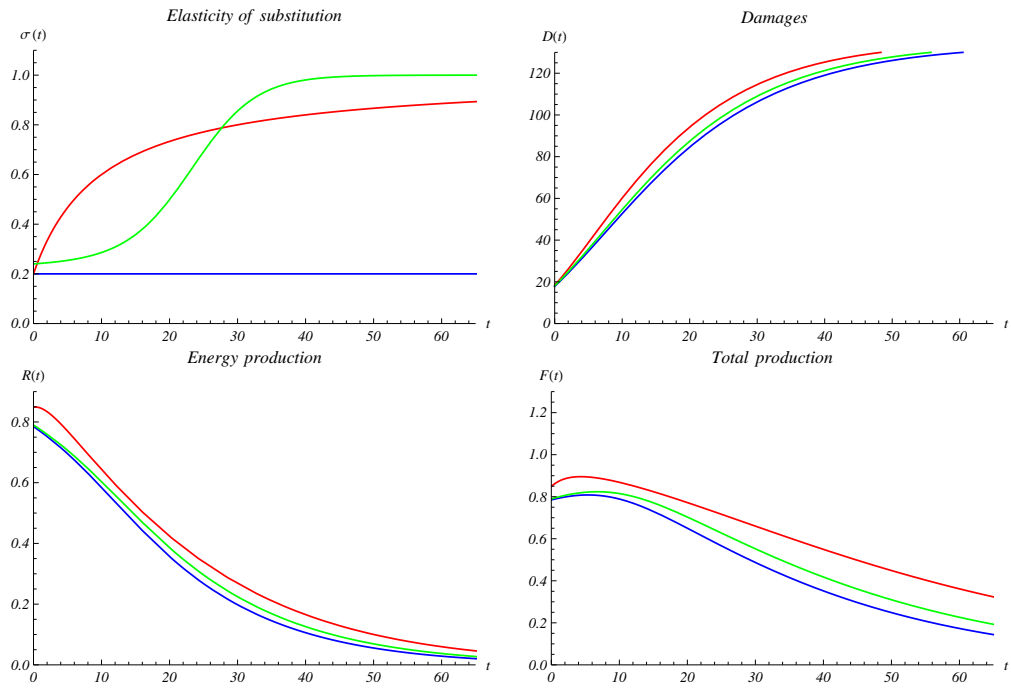 Elasticity of substitution
σ(t)
1.0
0.8
0.6
0.4
0.2
0.0
0 10 20 30 40 50 60 t
Damages
D(t)
120
100
80
60
40
20
0
0 10 20 30 40 50 60 t
Energy production
R(t)
0.8
0.6
0.4
0.2
0.0
0 10 20 30 40 50 60 t
Total production
F(t)
1.2
1.0
0.8
0.6
0.4
0.2
0.0
0 10 20 30 40 50 60 t